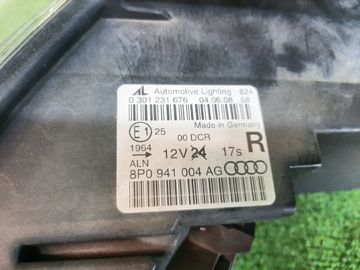 AL Automotive Lighting 824
0 301 231 676 04.06.08 58
Made in Germany
E1 25 00 DCR R
1964
ALN 12V 24 17s
8P0 941 004 AG